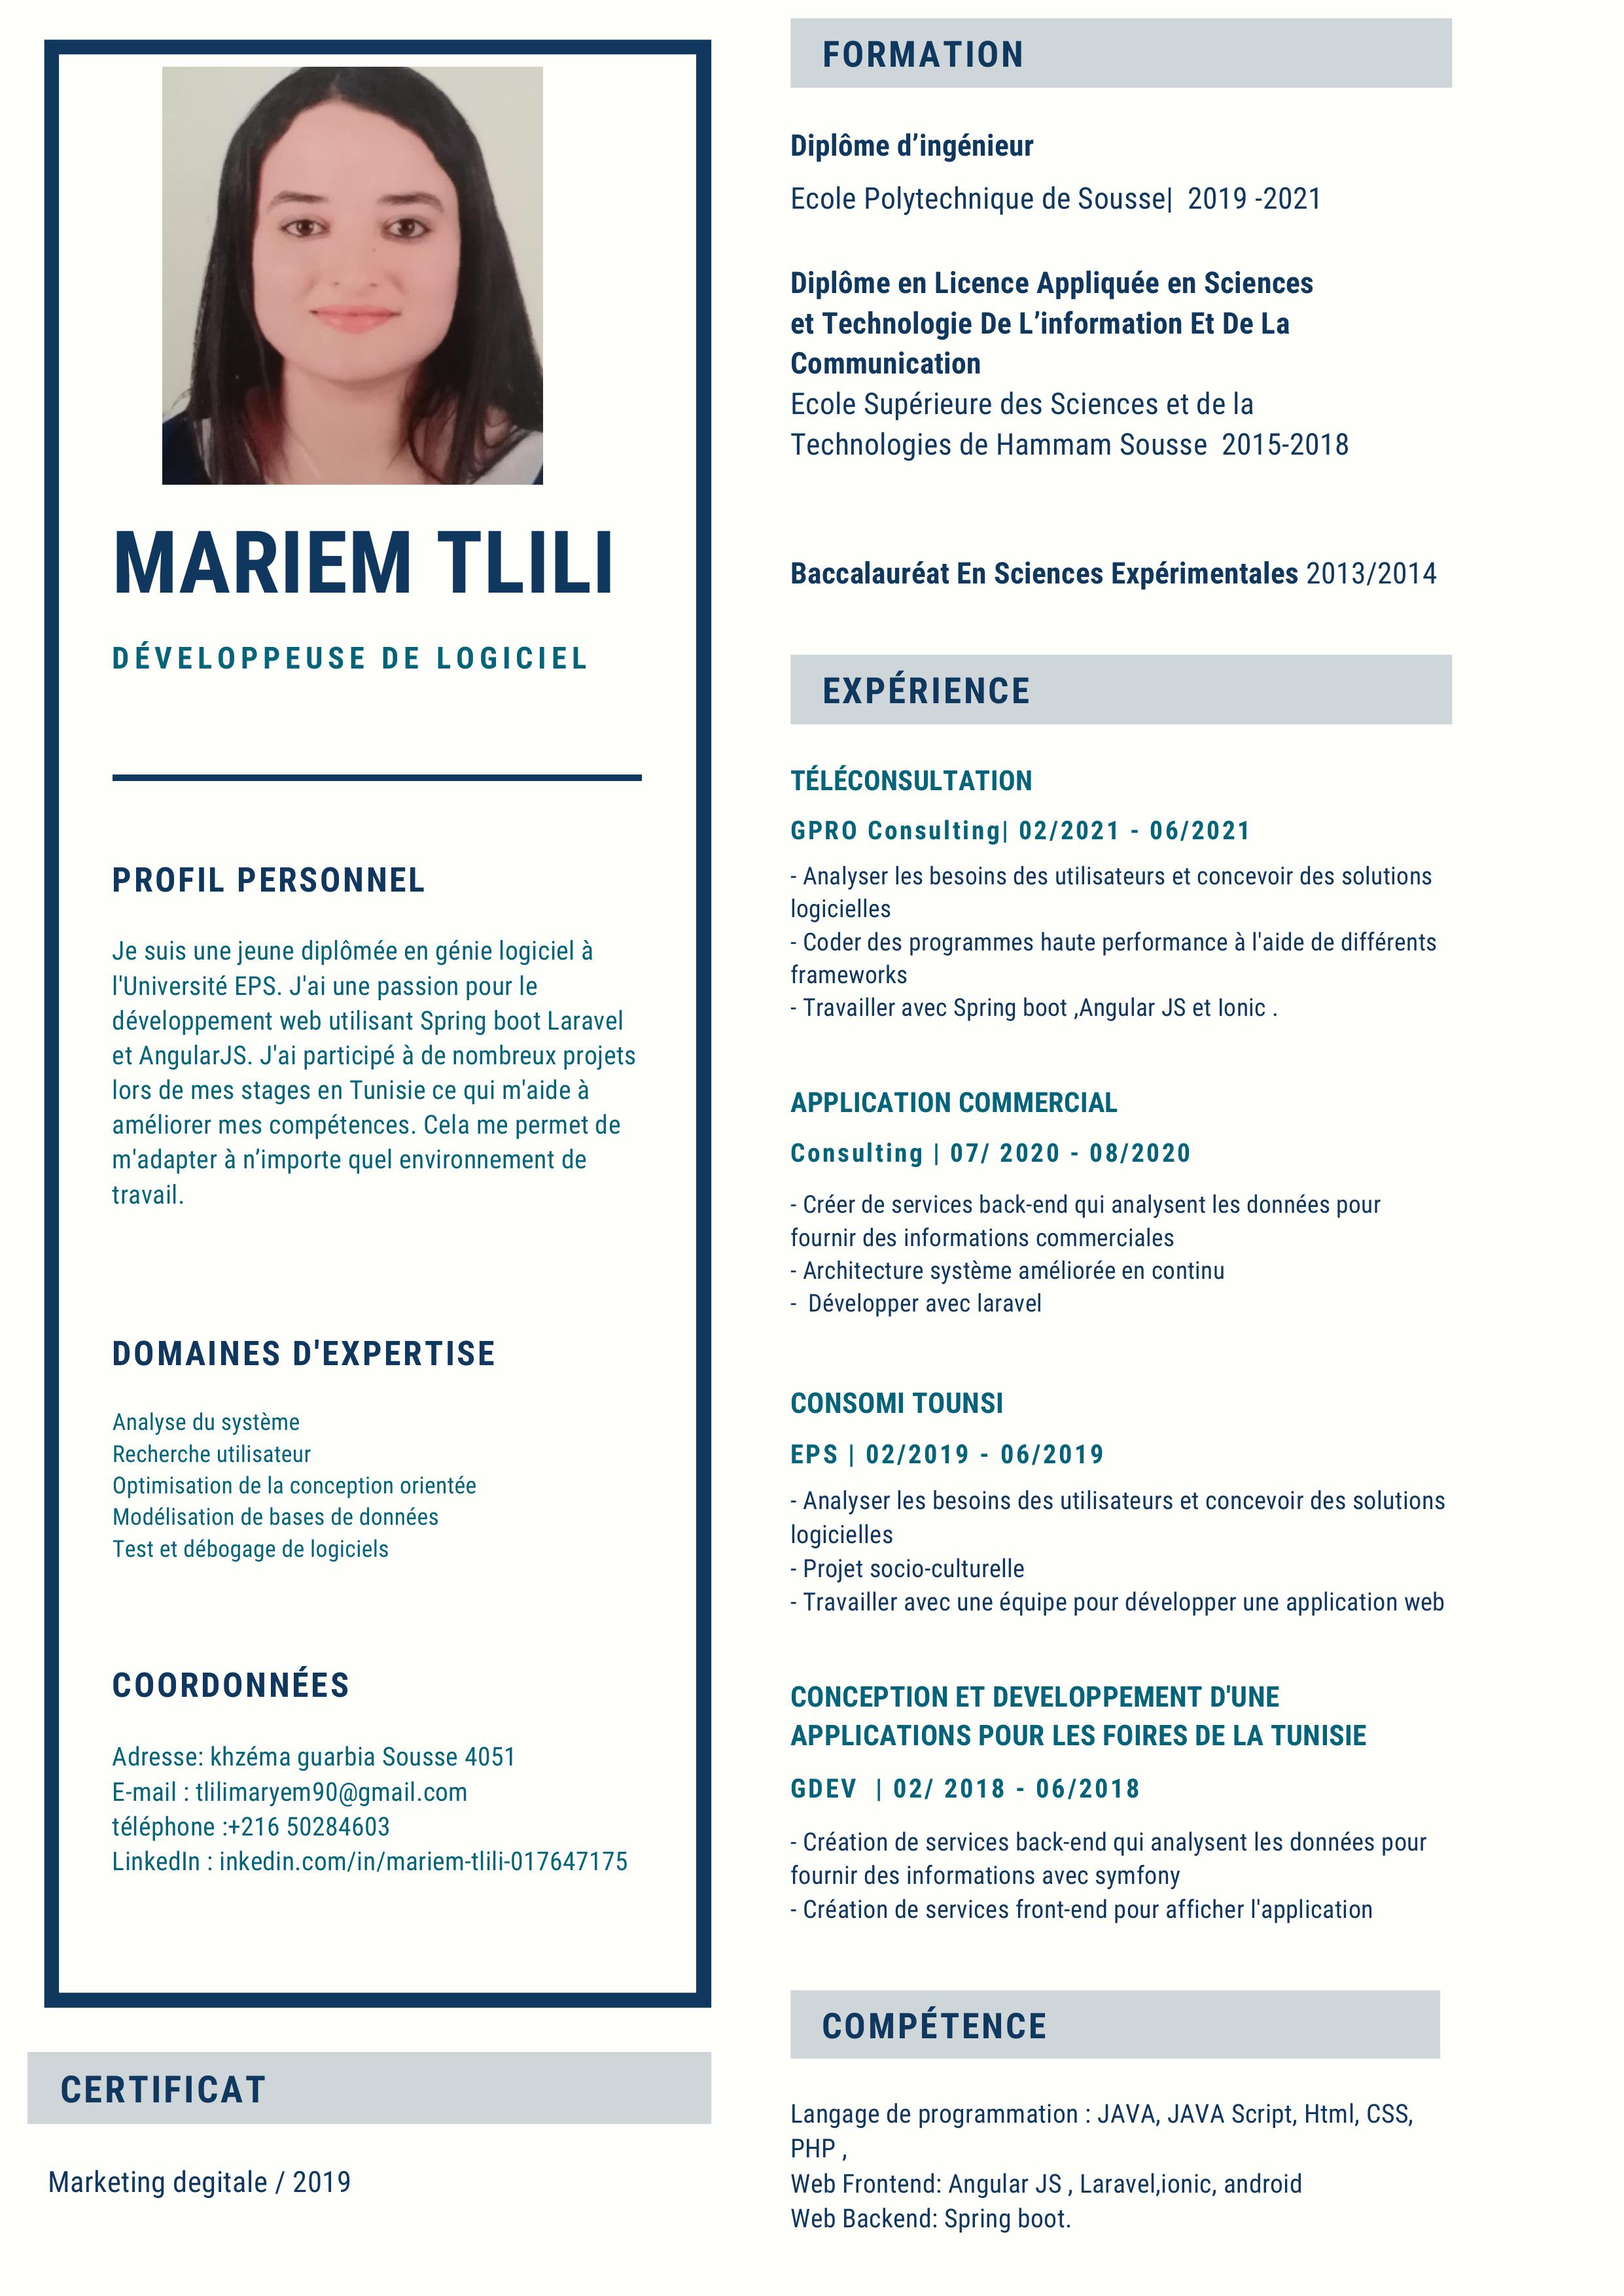 MARIEM TLILI
DÉVELOPPEUSE DE LOGICIEL
PROFIL PERSONNEL
Je suis une jeune diplômée en génie logiciel à
l'Université EPS. J'ai une passion pour le
développement web utilisant Spring boot Laravel
et AngularJS. J'ai participé à de nombreux projets
lors de mes stages en Tunisie ce qui m'aide à
améliorer mes compétences. Cela me permet de
m'adapter à n’importe quel environnement de
travail.
DOMAINES D'EXPERTISE
Analyse du système
Recherche utilisateur
Optimisation de la conception orientée
Modélisation de bases de données
Test et débogage de logiciels
COORDONNÉES
Adresse: khzéma guarbia Sousse 4051
E-mail : tlilimaryem90@gmail.com
téléphone :+216 50284603
LinkedIn : inkedin.com/in/mariem-tlili-017647175
CERTIFICAT
Marketing degitale / 2019
FORMATION
Diplôme d’ingénieur
Ecole Polytechnique de Sousse| 2019 -2021
Diplôme en Licence Appliquée en Sciences
et Technologie De L’information Et De La
Communication
Ecole Supérieure des Sciences et de la
Technologies de Hammam Sousse 2015-2018
Baccalauréat En Sciences Expérimentales 2013/2014
EXPÉRIENCE
TÉLÉCONSULTATION
GPRO Consulting| 02/2021 - 06/2021
- Analyser les besoins des utilisateurs et concevoir des solutions
logicielles
- Coder des programmes haute performance à l'aide de différents
frameworks
- Travailler avec Spring boot ,Angular JS et Ionic .
APPLICATION COMMERCIAL
Consulting | 07/ 2020 - 08/2020
- Créer de services back-end qui analysent les données pour
fournir des informations commerciales
- Architecture système améliorée en continu
- Développer avec laravel
CONSOMI TOUNSI
EPS | 02/2019 - 06/2019
- Analyser les besoins des utilisateurs et concevoir des solutions
logicielles
- Projet socio-culturelle
- Travailler avec une équipe pour développer une application web
CONCEPTION ET DEVELOPPEMENT D'UNE
APPLICATIONS POUR LES FOIRES DE LA TUNISIE
GDEV | 02/ 2018 - 06/2018
- Création de services back-end qui analysent les données pour
fournir des informations avec symfony
- Création de services front-end pour afficher l'application
COMPÉTENCE
Langage de programmation : JAVA, JAVA Script, Html, CSS,
PHP ,
Web Frontend: Angular JS , Laravel,ionic, android
Web Backend: Spring boot.